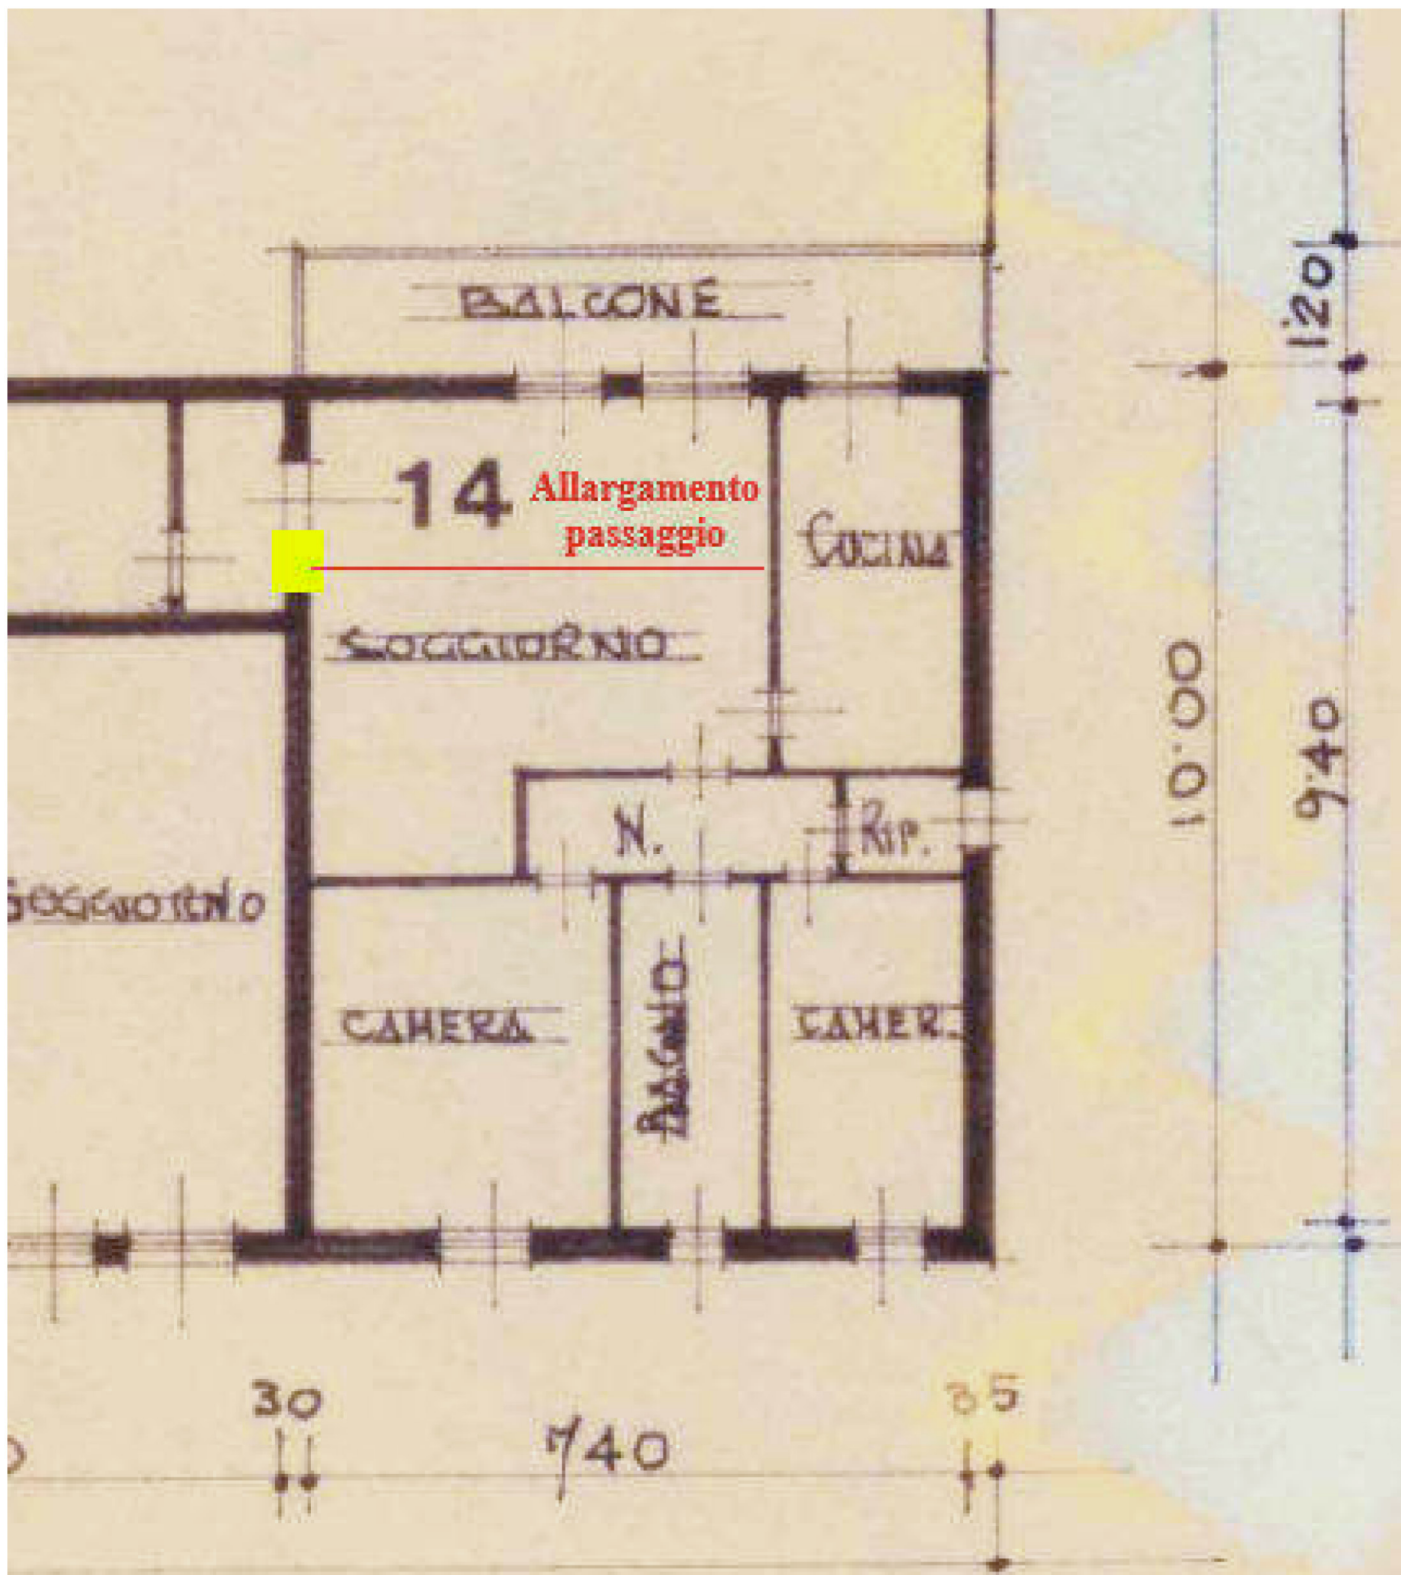 BALCONE
1.20
14
Allargamento
passaggio
CUCINA
SOGGIORNO
10.00
9.40
N.
RIP.
SOGGIORNO
CAMERA
BAGNO
CAMER.
30
7.40
35
0